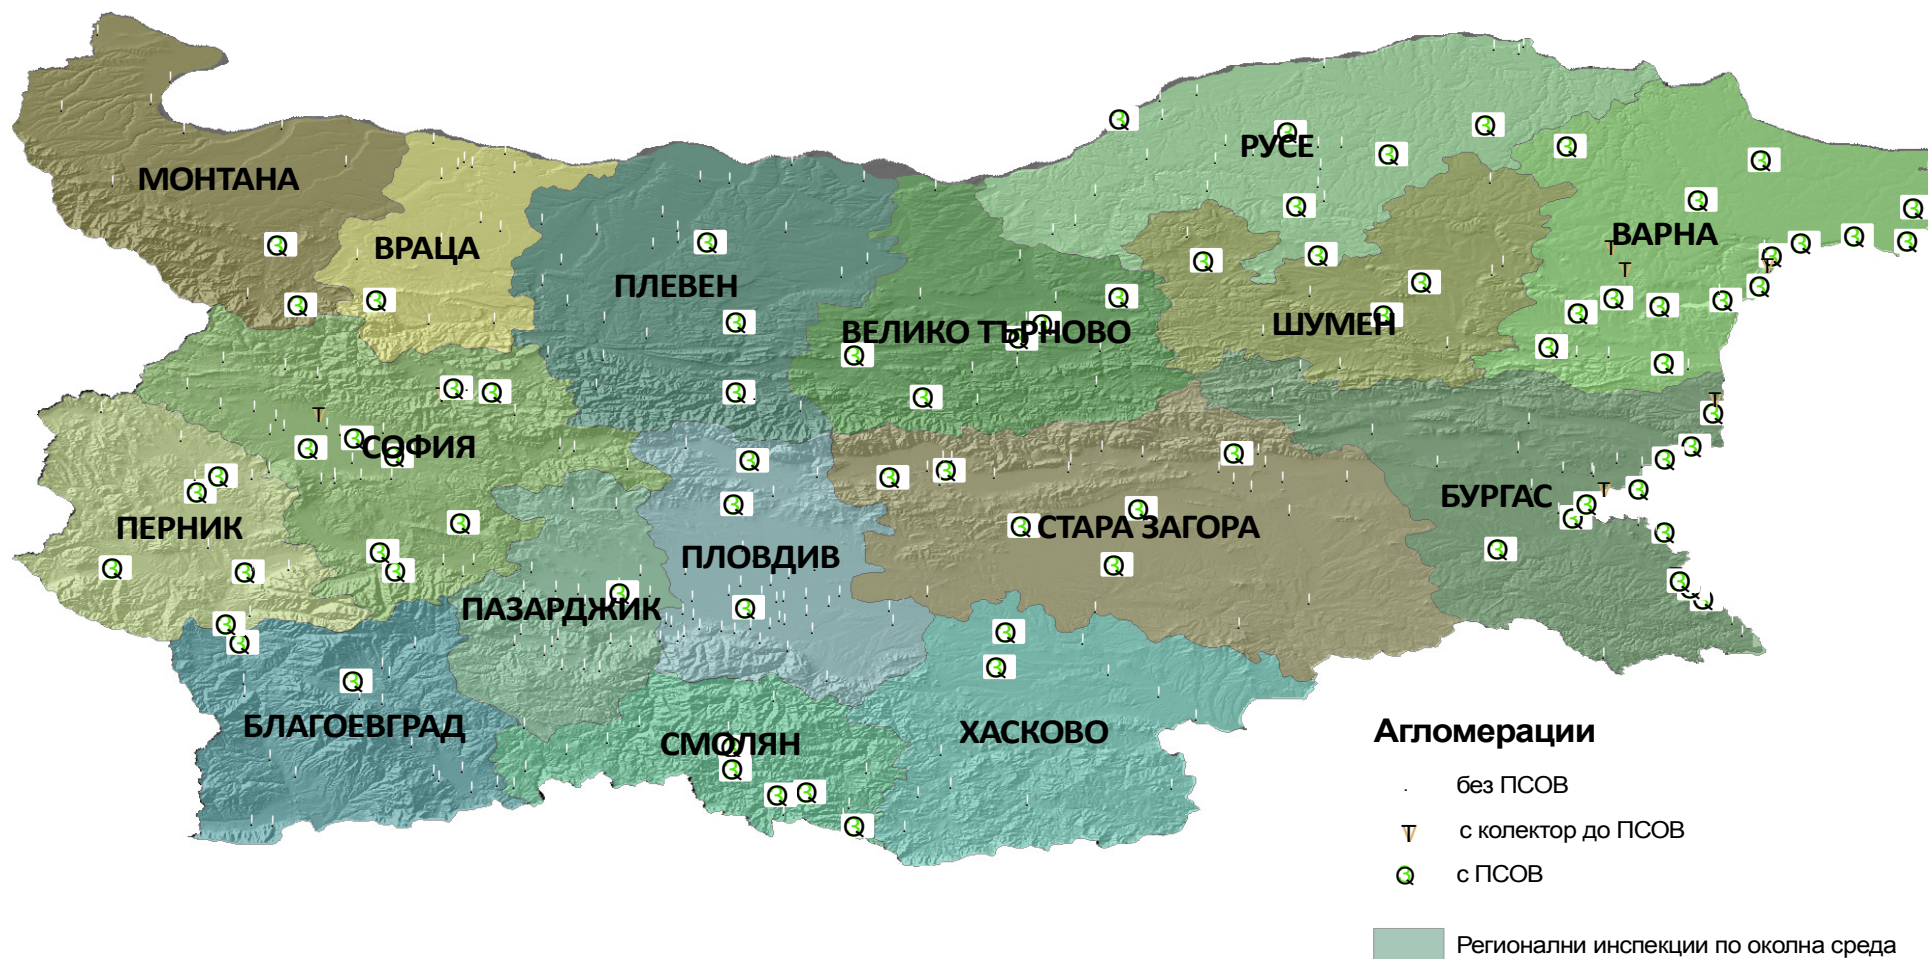 МОНТАНА
ВРАЦА
ПЛЕВЕН
ВЕЛИКО ТЪРНОВО
РУСЕ
ШУМЕН
ВАРНА
СОФИЯ
ПЕРНИК
ПАЗАРДЖИК
ПЛОВДИВ
СТАРА ЗАГОРА
БУРГАС
БЛАГОЕВГРАД
СМОЛЯН
ХАСКОВО
Агломерации
без ПСОВ
с колектор до ПСОВ
с ПСОВ
Регионални инспекции по околна среда